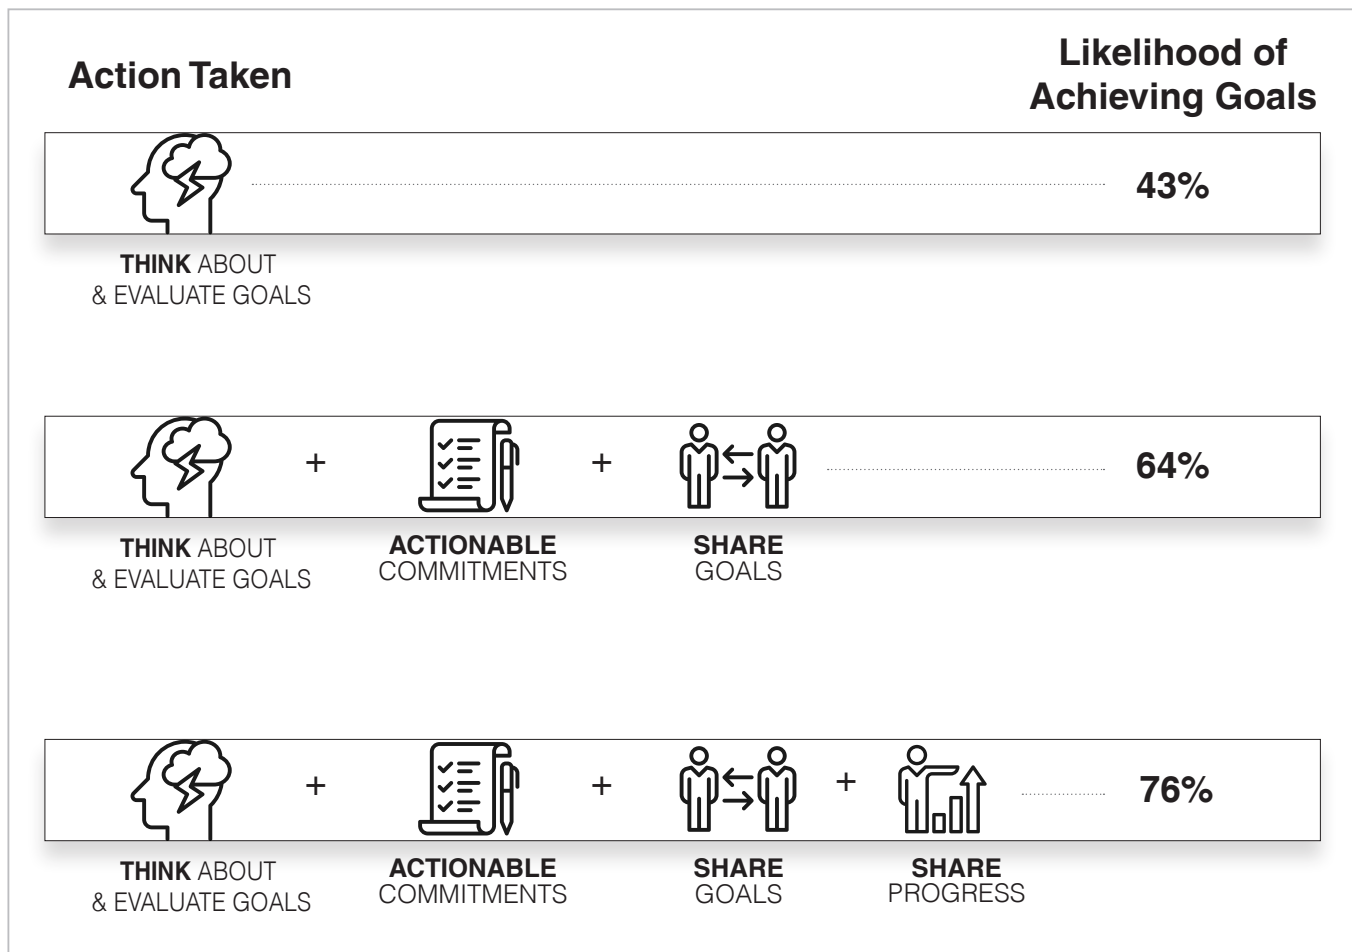 Action Taken
Likelihood of
Achieving Goals
43%
THINK ABOUT
& EVALUATE GOALS
+
+
64%
THINK ABOUT
& EVALUATE GOALS
ACTIONABLE
COMMITMENTS
SHARE
GOALS
+
+
+
76%
THINK ABOUT
& EVALUATE GOALS
ACTIONABLE
COMMITMENTS
SHARE
GOALS
SHARE
PROGRESS